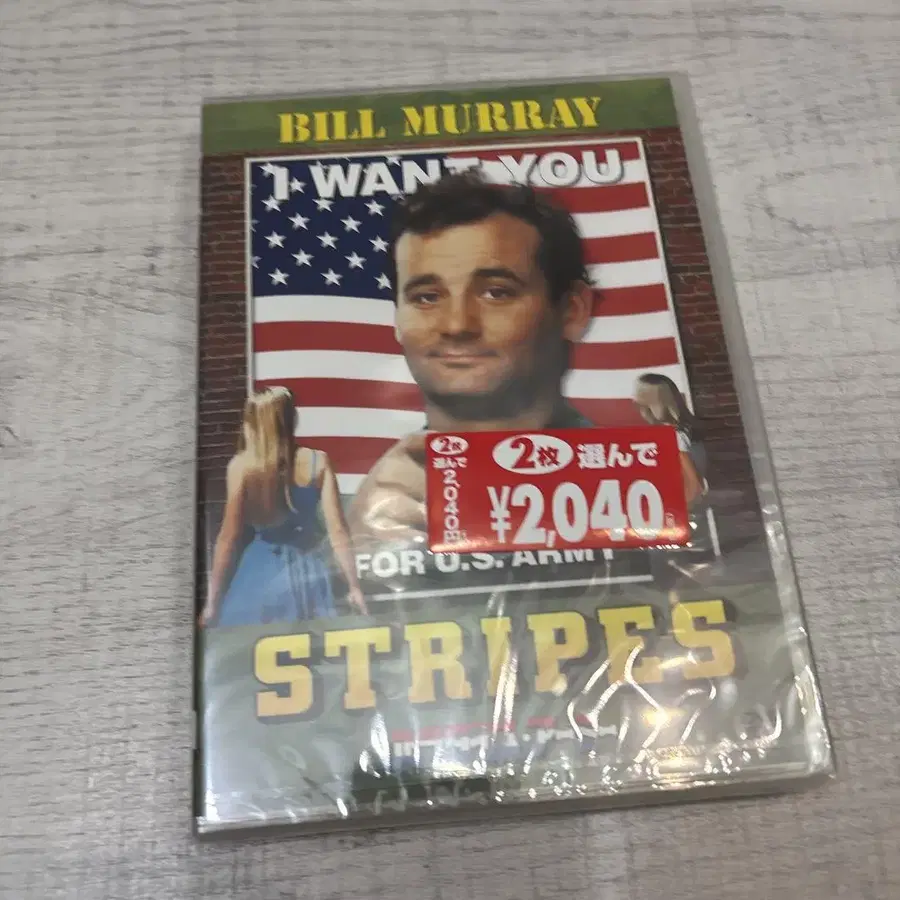 BILL MURRAY
I WANT YOU
2枚
選んで
2,040円
2枚 選んで
¥2,040
FOR U.S. ARMY
STRIPES